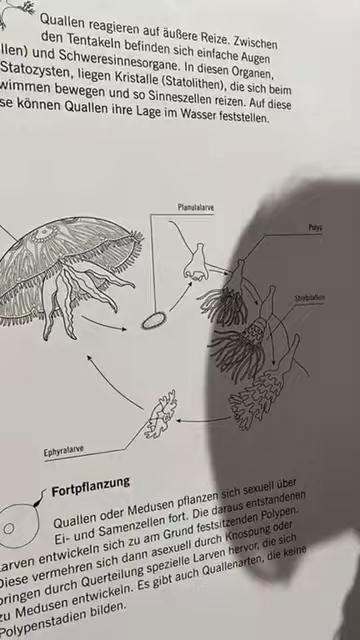 Quallen reagieren auf äußere Reize. Zwischen
den Tentakeln befinden sich einfache Augen
llen) und Schweresinnesorgane. In diesen Organen,
Statozysten, liegen Kristalle (Statolithen), die sich beim
wimmen bewegen und so Sinneszellen reizen. Auf diese
se können Quallen ihre Lage im Wasser feststellen.
Planulalarve
Polyp
Strobilation
Ephyralarve
Fortpflanzung
Quallen oder Medusen pflanzen sich sexuell über
Ei- und Samenzellen fort. Die daraus entstandenen
Larven entwickeln sich zu am Grund festsitzenden Polypen.
Diese vermehren sich dann asexuell durch Knospung oder
bringen durch Querteilung spezielle Larven hervor, die sich
zu Medusen entwickeln. Es gibt auch Quallenarten, die keine
Polypenstadien bilden.